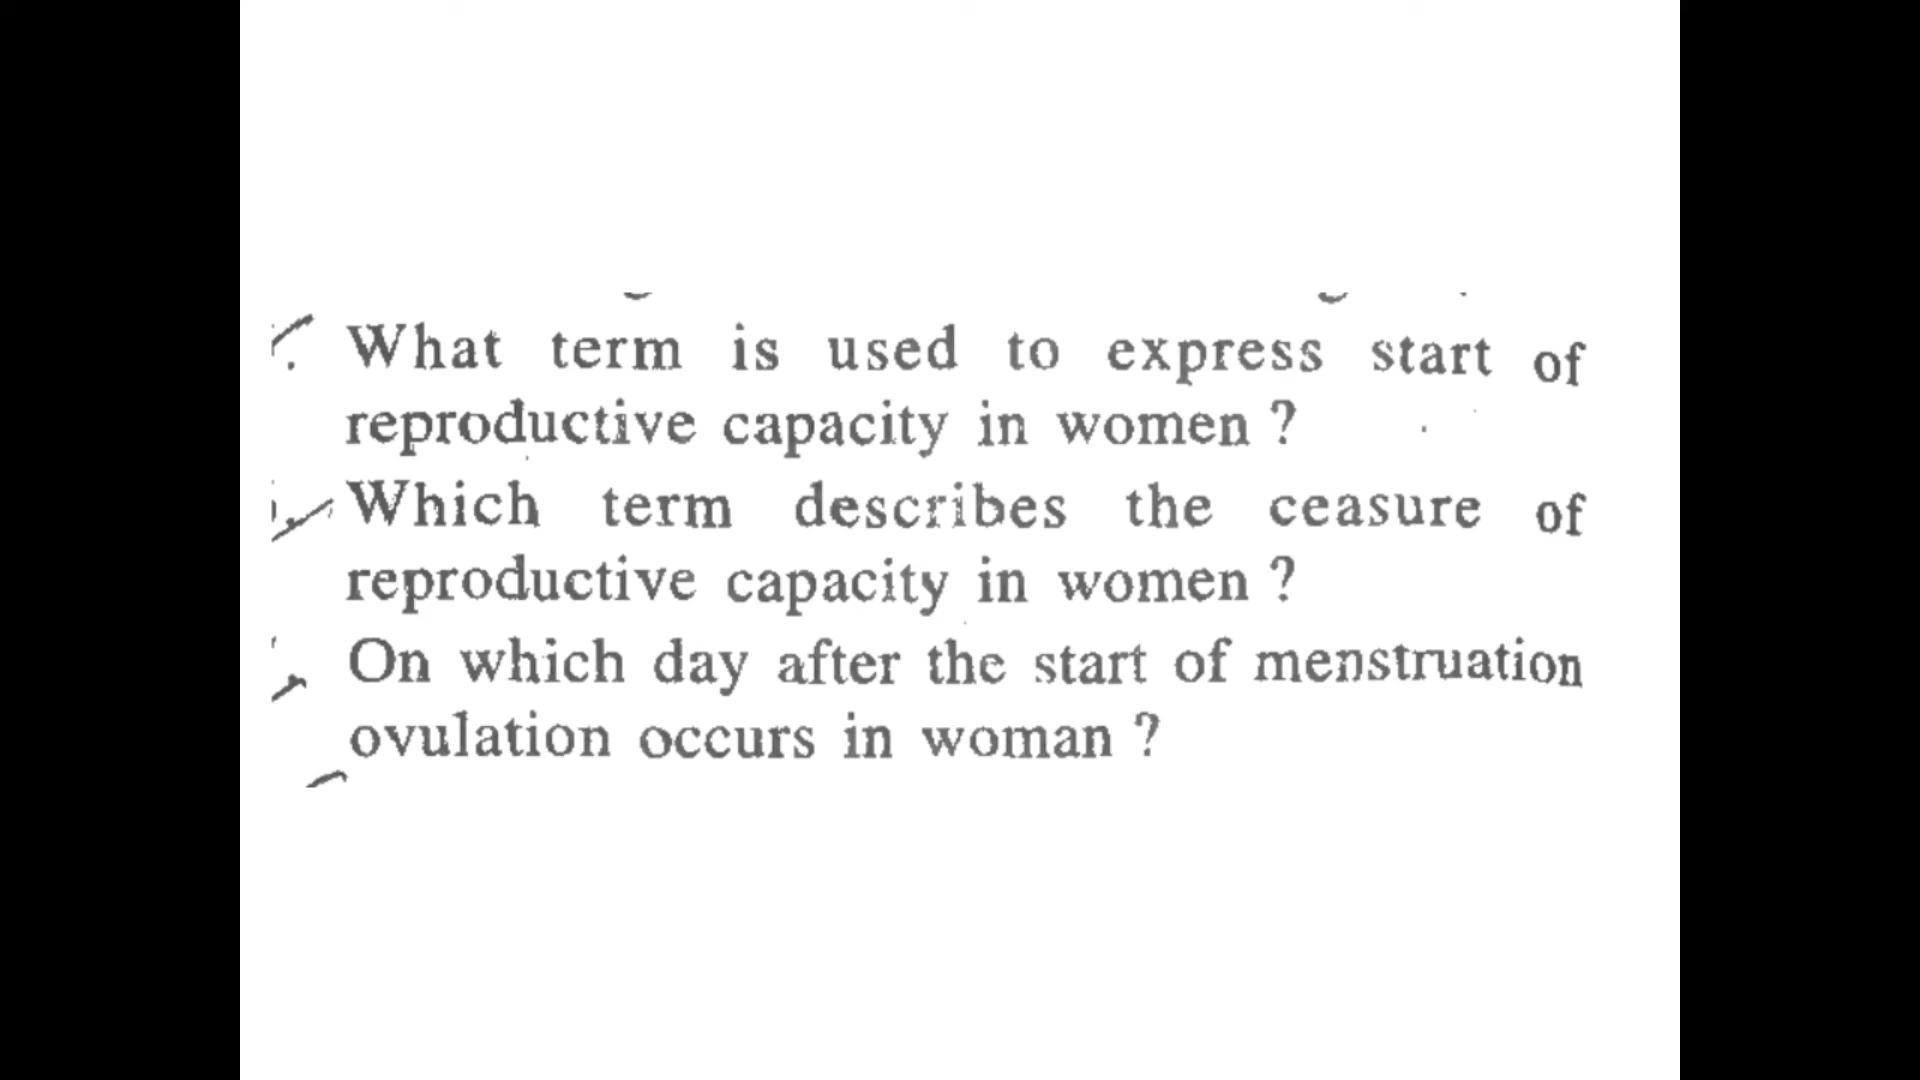 What term is used to express start of
reproductive capacity in women ?
Which term describes the ceasure of
reproductive capacity in women ?
On which day after the start of menstruation
ovulation occurs in woman ?